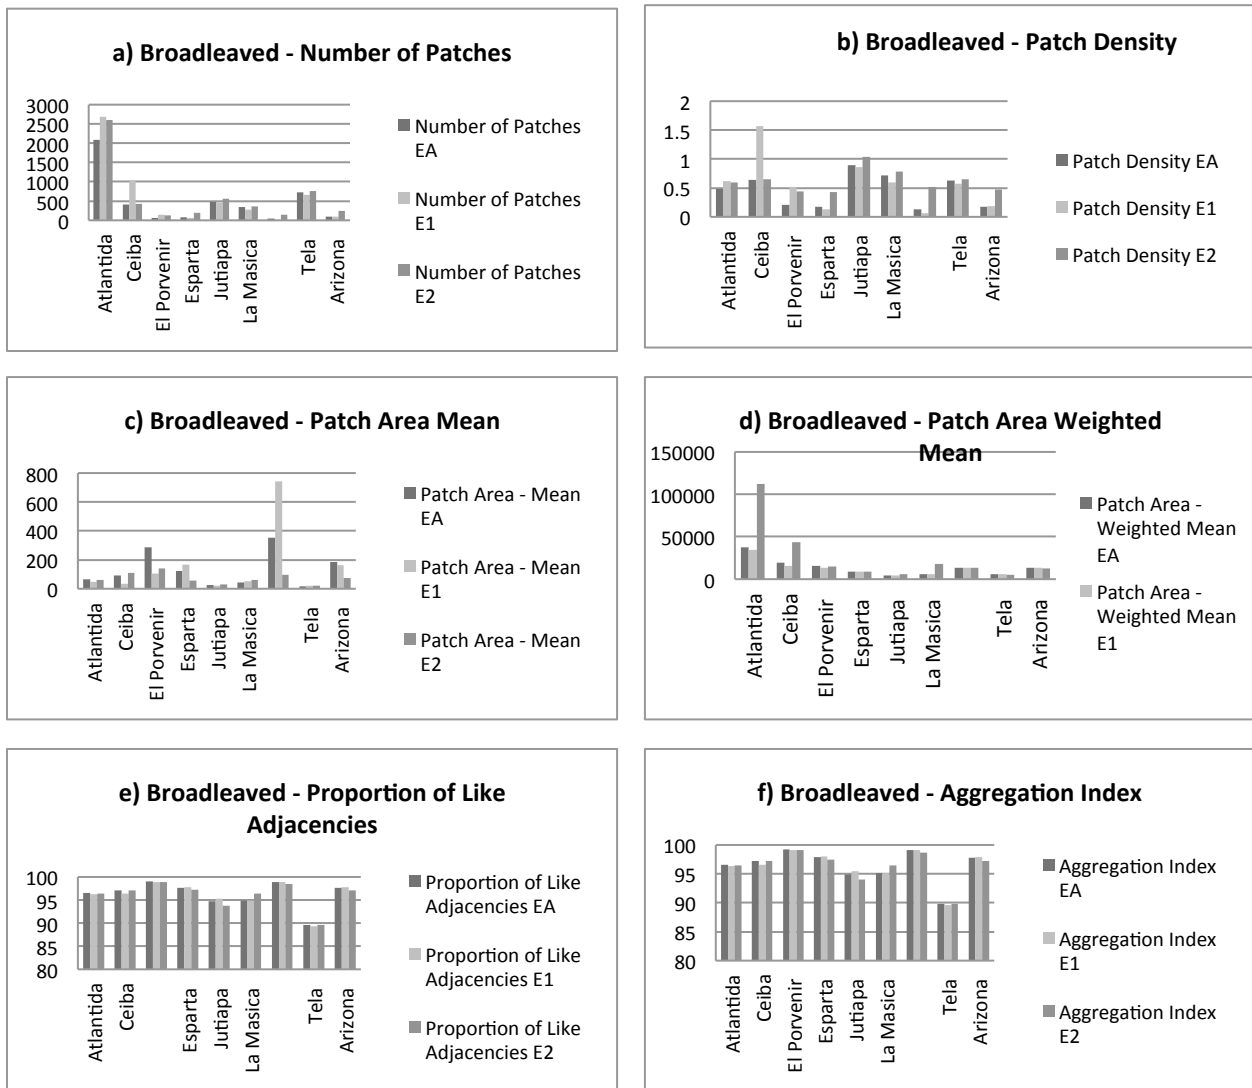 a) Broadleaved - Number of Patches
3000
2500
2000
1500
1000
500
0
Atlantida
Ceiba
El Porvenir
Esparta
Jutiapa
La Masica
Tela
Arizona
Number of Patches
EA
Number of Patches
E1
Number of Patches
E2
b) Broadleaved - Patch Density
2
1.5
1
0.5
0
Atlantida
Ceiba
El Porvenir
Esparta
Jutiapa
La Masica
Tela
Arizona
Patch Density EA
Patch Density E1
Patch Density E2
c) Broadleaved - Patch Area Mean
800
600
400
200
0
Atlantida
Ceiba
El Porvenir
Esparta
Jutiapa
La Masica
Tela
Arizona
Patch Area - Mean
EA
Patch Area - Mean
E1
Patch Area - Mean
E2
d) Broadleaved - Patch Area Weighted
Mean
150000
100000
50000
0
Atlantida
Ceiba
El Porvenir
Esparta
Jutiapa
La Masica
Tela
Arizona
Patch Area -
Weighted Mean
EA
Patch Area -
Weighted Mean
E1
e) Broadleaved - Proportion of Like
Adjacencies
100
95
90
85
80
Atlantida
Ceiba
Esparta
Jutiapa
La Masica
Tela
Arizona
Proportion of Like
Adjacencies EA
Proportion of Like
Adjacencies E1
Proportion of Like
Adjacencies E2
f) Broadleaved - Aggregation Index
100
95
90
85
80
Atlantida
Ceiba
El Porvenir
Esparta
Jutiapa
La Masica
Tela
Arizona
Aggregation Index
EA
Aggregation Index
E1
Aggregation Index
E2